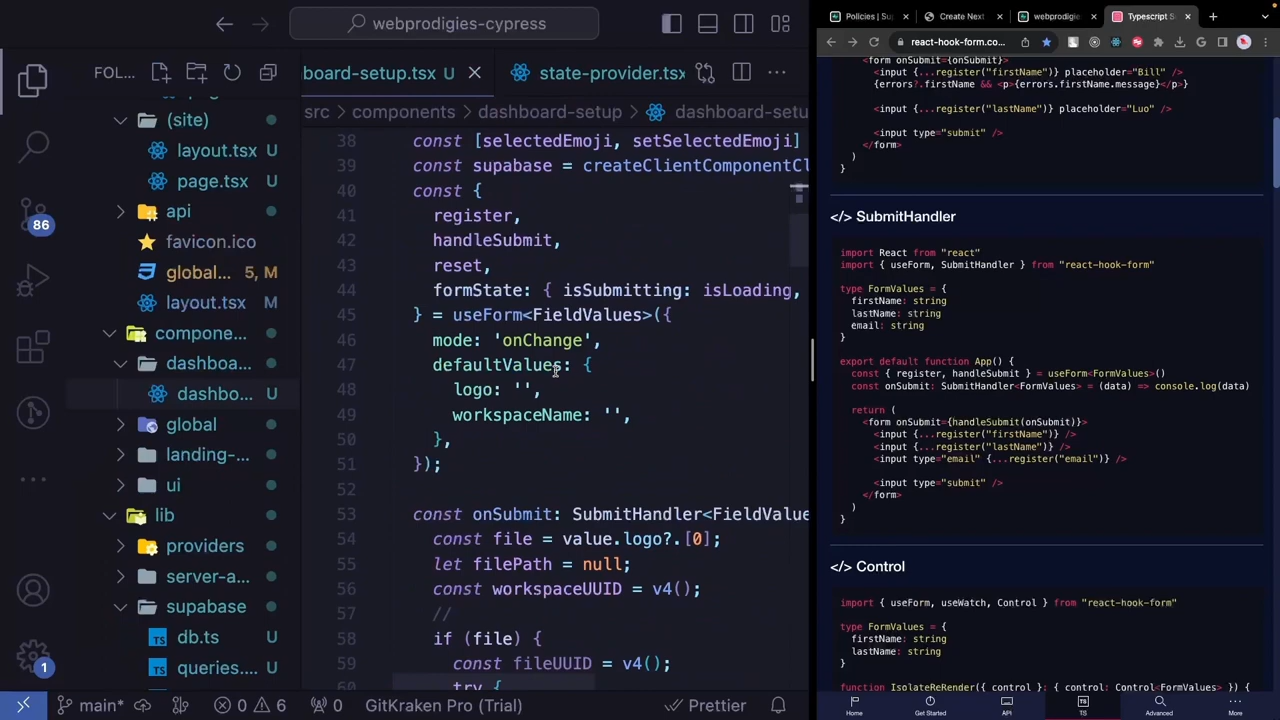 webprodigies-cypress
FOL...
(site)
layout.tsx U
page.tsx U
api
favicon.ico U
global... 5, M
layout.tsx M
compone...
dashboa...
dashbo... U
global
landing-...
ui
lib
providers
server-a...
supabase
db.ts U
queries.... U
86
1
board-setup.tsx U
state-provider.tsx
src > components > dashboard-setup > dashboard-setu
38 const [selectedEmoji, setSelectedEmoji]
39 const supabase = createClientComponentCl
40 const {
41 register,
42 handleSubmit,
43 reset,
44 formState: { isSubmitting: isLoading,
45 } = useForm<FieldValues>({
46 mode: 'onChange',
47 defaultValues: {
48 logo: '',
49 workspaceName: '',
50 },
51 });
52
53 const onSubmit: SubmitHandler<FieldValue
54 const file = value.logo?.[0];
55 let filePath = null;
56 const workspaceUUID = v4();
57 //
58 if (file) {
59 const fileUUID = v4();
60 try {
main*
0 6
0
GitKraken Pro (Trial)
Prettier
Policies | Su
Create Next
webprodigie
Typescript S
react-hook-form.co...
<form onSubmit={onSubmit}>
<input {...register("firstName")} placeholder="Bill" />
{errors?.firstName && <p>{errors.firstName.message}</p>}
<input {...register("lastName")} placeholder="Luo" />
<input type="submit" />
</form>
)
}
</> SubmitHandler
import React from "react"
import { useForm, SubmitHandler } from "react-hook-form"
type FormValues = {
firstName: string
lastName: string
email: string
}
export default function App() {
const { register, handleSubmit } = useForm<FormValues>()
const onSubmit: SubmitHandler<FormValues> = (data) => console.log(data)
return (
<form onSubmit={handleSubmit(onSubmit)}>
<input {...register("firstName")} />
<input {...register("lastName")} />
<input type="email" {...register("email")} />
<input type="submit" />
</form>
)
}
</> Control
import { useForm, useWatch, Control } from "react-hook-form"
type FormValues = {
firstName: string
lastName: string
}
function IsolateReRender({ control }: { control: Control<FormValues> }) {
Home
Get Started
API
TS
TS
Advanced
More